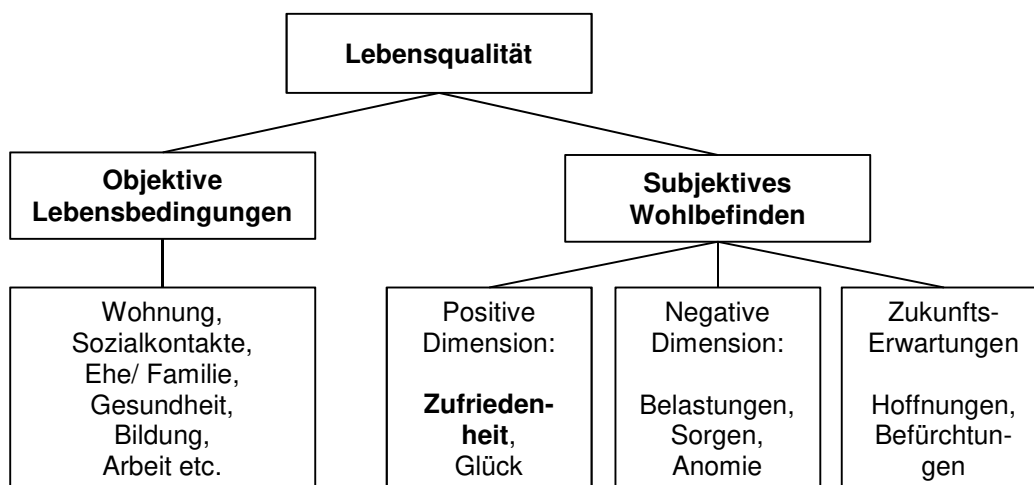 Lebensqualität
Objektive
Lebensbedingungen
Subjektives
Wohlbefinden
Wohnung,
Sozialkontakte,
Ehe/ Familie,
Gesundheit,
Bildung,
Arbeit etc.
Positive
Dimension:
Zufrieden-
heit,
Glück
Negative
Dimension:
Belastungen,
Sorgen,
Anomie
Zukunfts-
Erwartungen
Hoffnungen,
Befürchtun-
gen